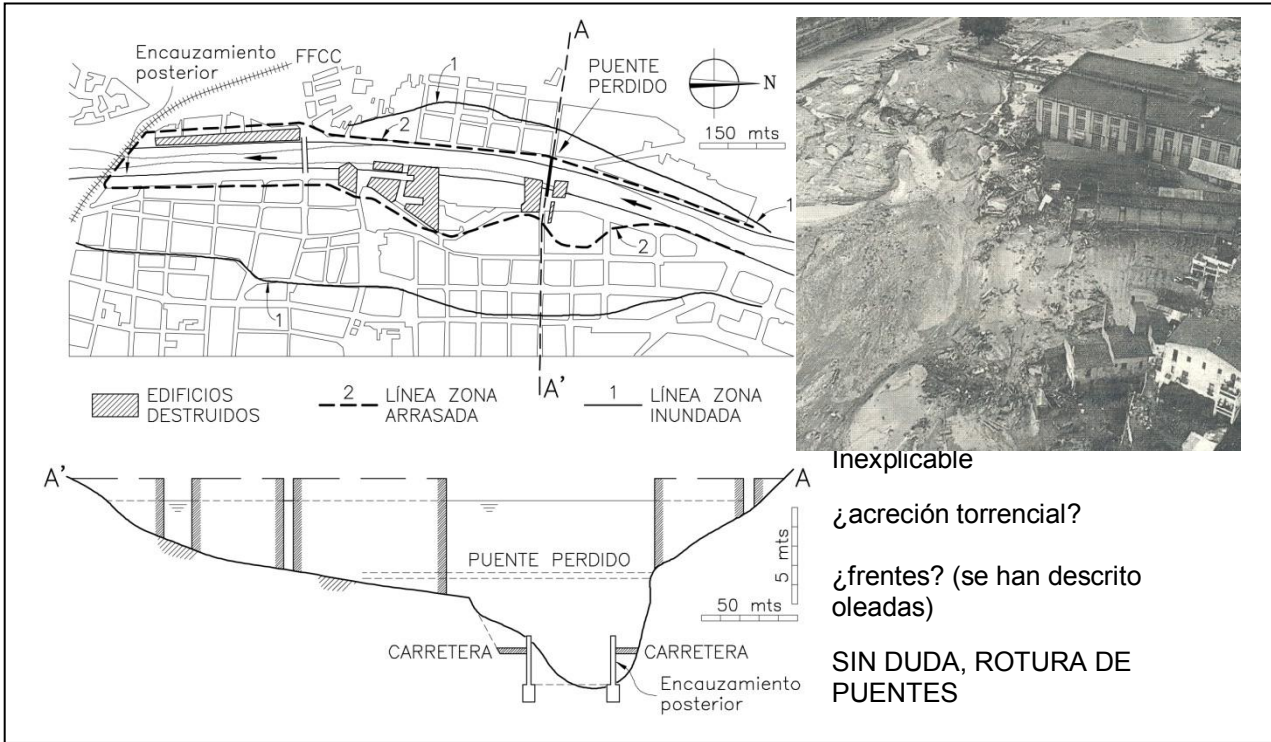 Encauzamiento
posterior
FFCC
1
2
A
PUENTE
PERDIDO
N
150 mts
1
2
1
A'
EDIFICIOS
DESTRUIDOS
2 LÍNEA ZONA
ARRASADA
1 LÍNEA ZONA
INUNDADA
A'
A
PUENTE PERDIDO
5 mts
50 mts
CARRETERA
CARRETERA
Encauzamiento
posterior
Inexplicable
¿acreción torrencial?
¿frentes? (se han descrito
oleadas)
SIN DUDA, ROTURA DE
PUENTES